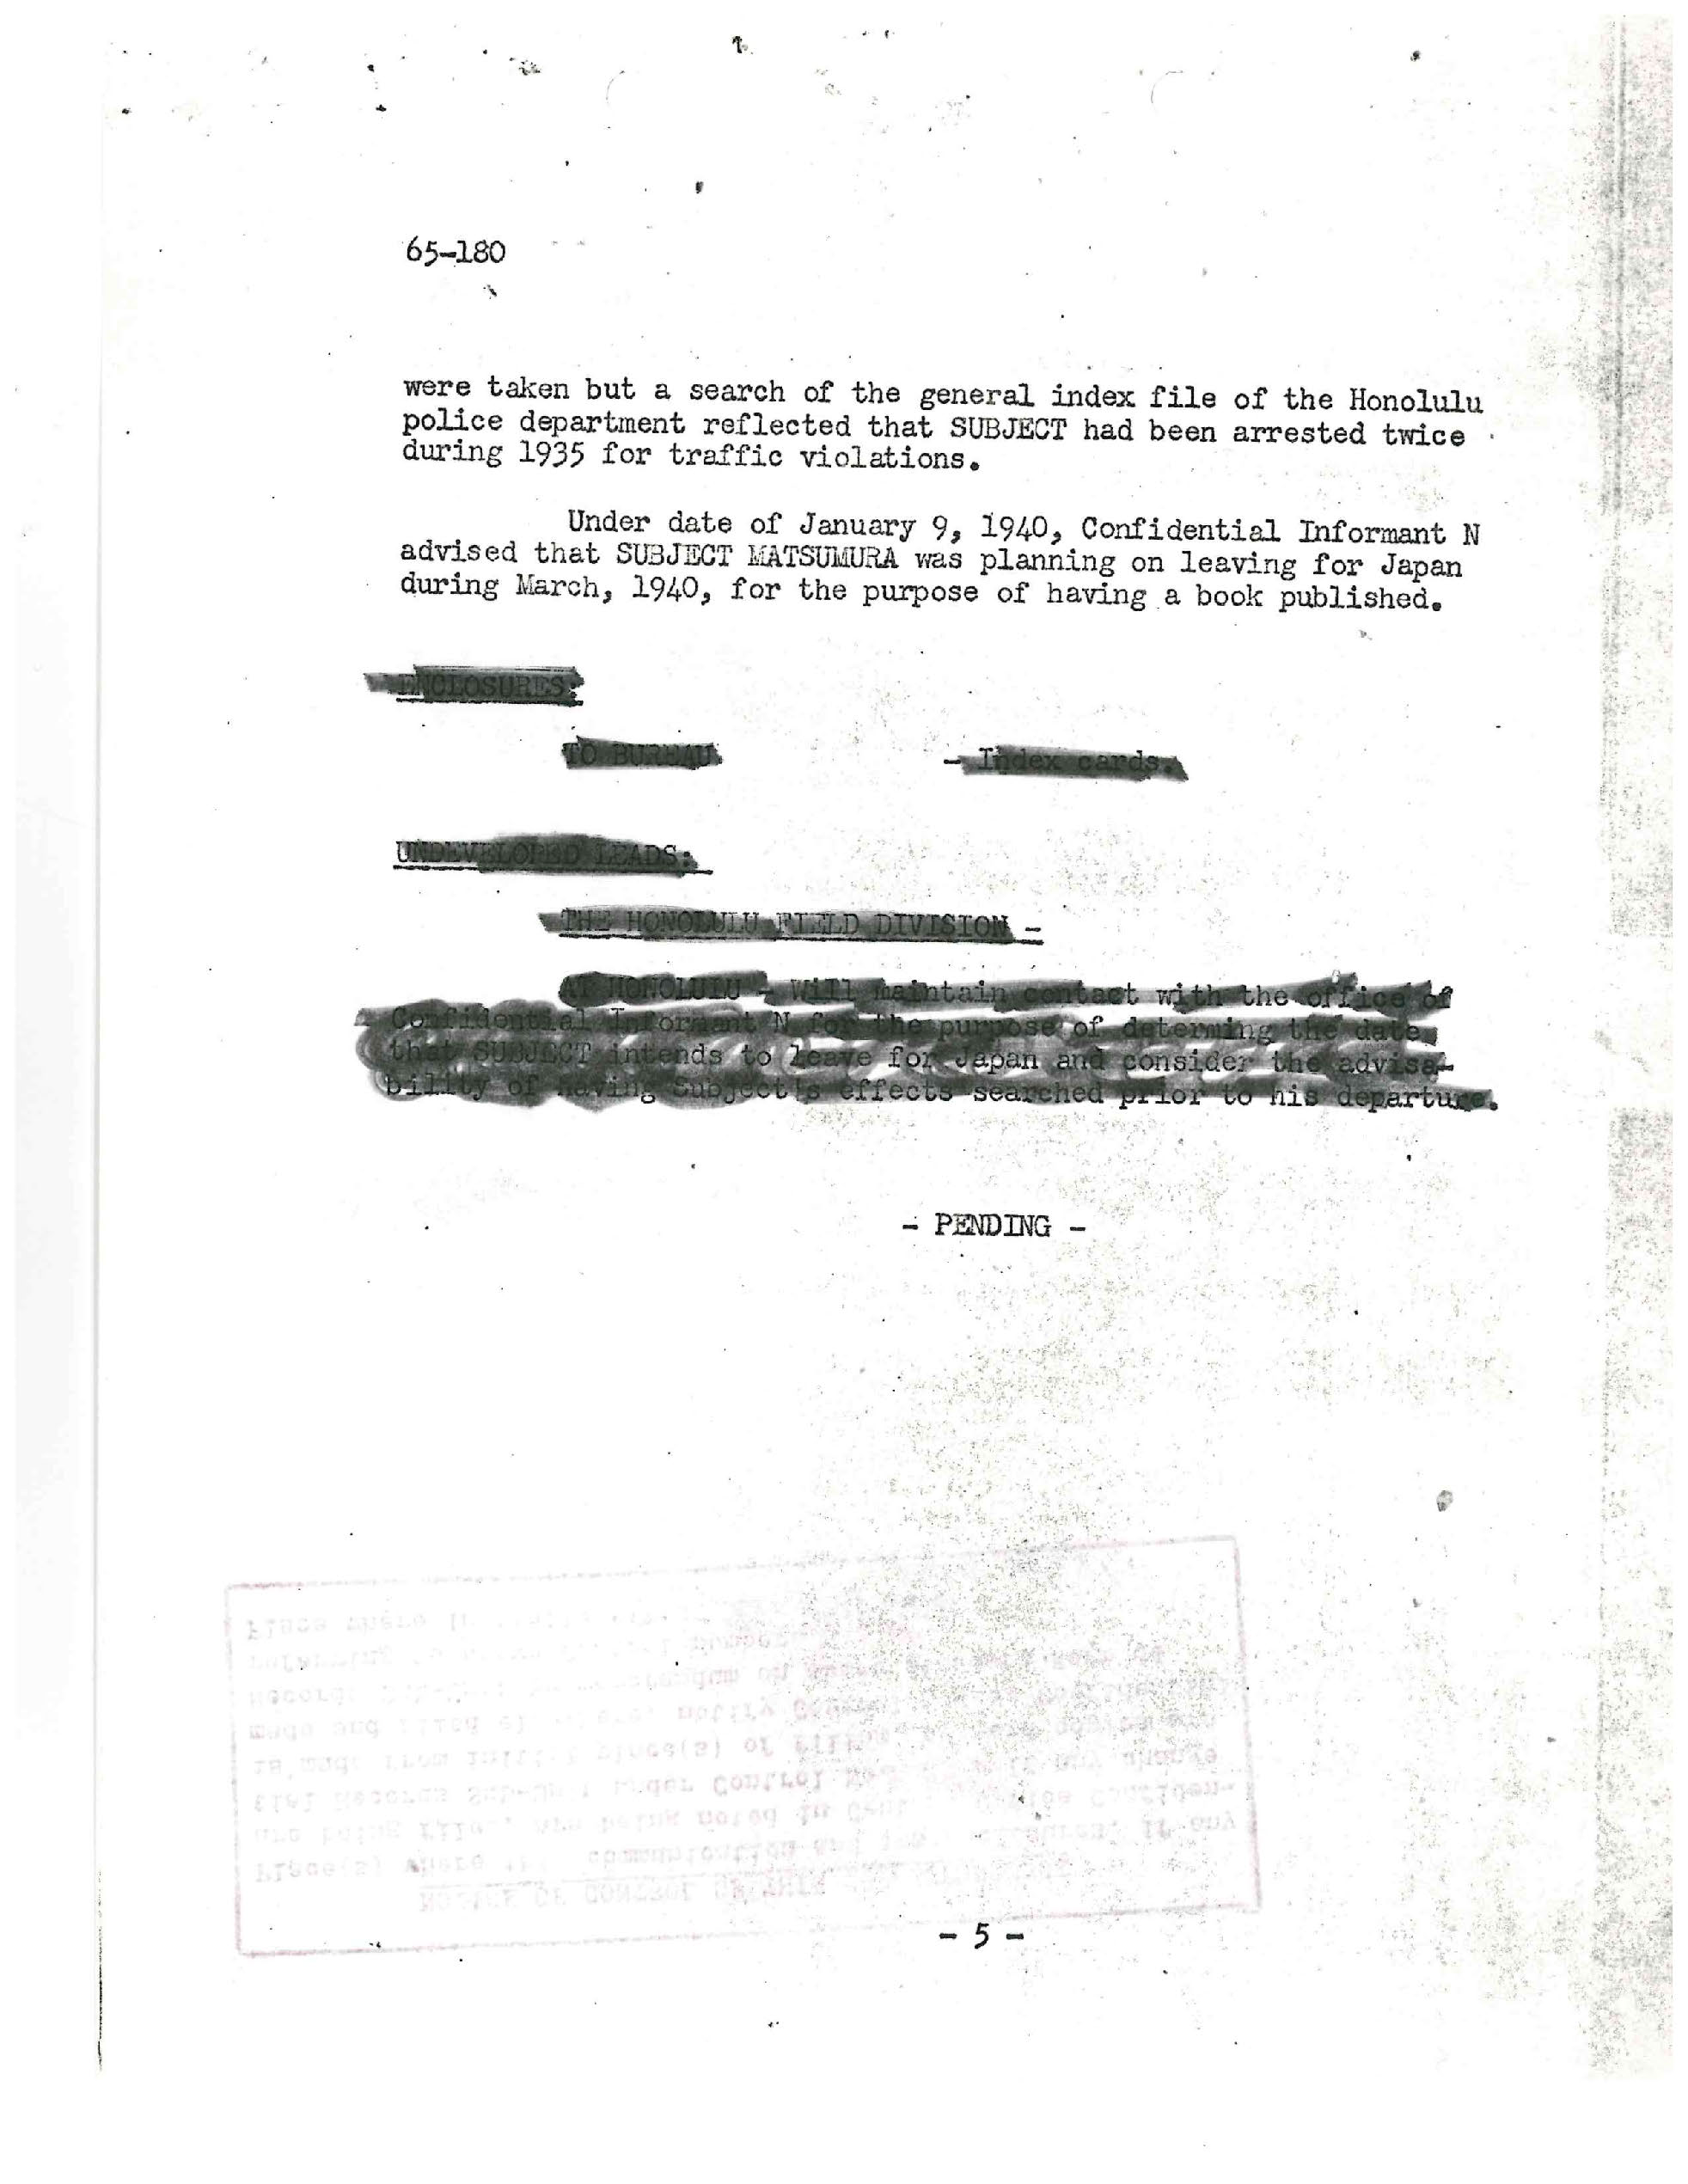 65-180
were taken but a search of the general index file of the Honolulu
police department reflected that SUBJECT had been arrested twice
during 1935 for traffic violations.
Under date of January 9, 1940, Confidential Informant N
advised that SUBJECT MATSUMURA was planning on leaving for Japan
during March, 1940, for the purpose of having a book published.
ENCLOSURES:
TO BUREAU - Index cards.
UNDEVELOPED LEADS:
THE HONOLULU FIELD DIVISION -
AT HONOLULU - Will maintain contact with the office of
Confidential Informant N for the purpose of determing the date
that SUBJECT intends to leave for Japan and consider the advisa-
bility of having Subject's effects searched prior to his departure.
- PENDING -
- 5 -